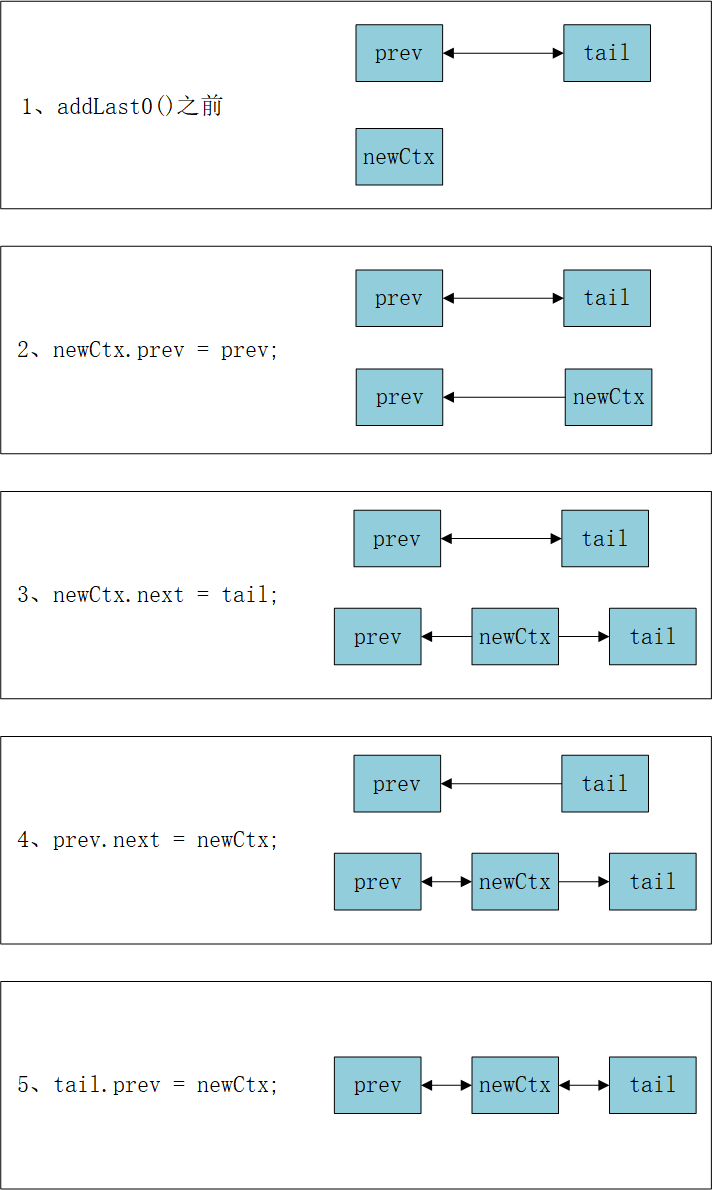 1、addLast0()之前
prev
tail
newCtx
2、newCtx.prev = prev;
prev
tail
prev
newCtx
3、newCtx.next = tail;
prev
tail
prev
newCtx
tail
4、prev.next = newCtx;
prev
tail
prev
newCtx
tail
5、tail.prev = newCtx;
prev
newCtx
tail